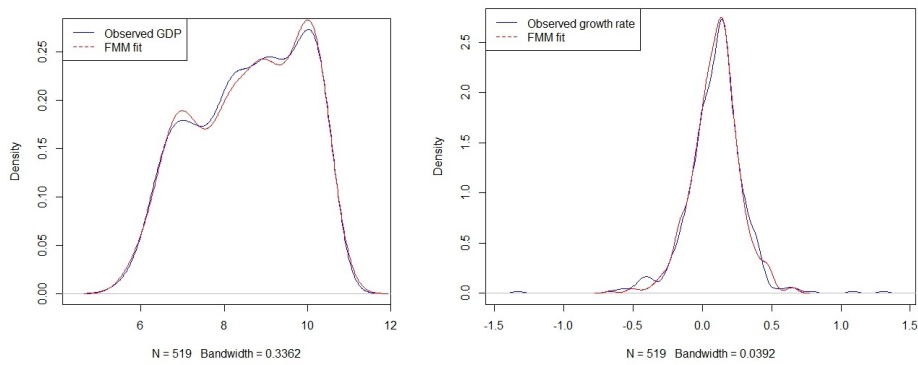 Observed GDP
FMM fit
Density
0.00
0.05
0.10
0.15
0.20
0.25
6
8
10
12
N = 519 Bandwidth = 0.3362
Observed growth rate
FMM fit
Density
0.0
0.5
1.0
1.5
2.0
2.5
-1.5
-1.0
-0.5
0.0
0.5
1.0
1.5
N = 519 Bandwidth = 0.0392